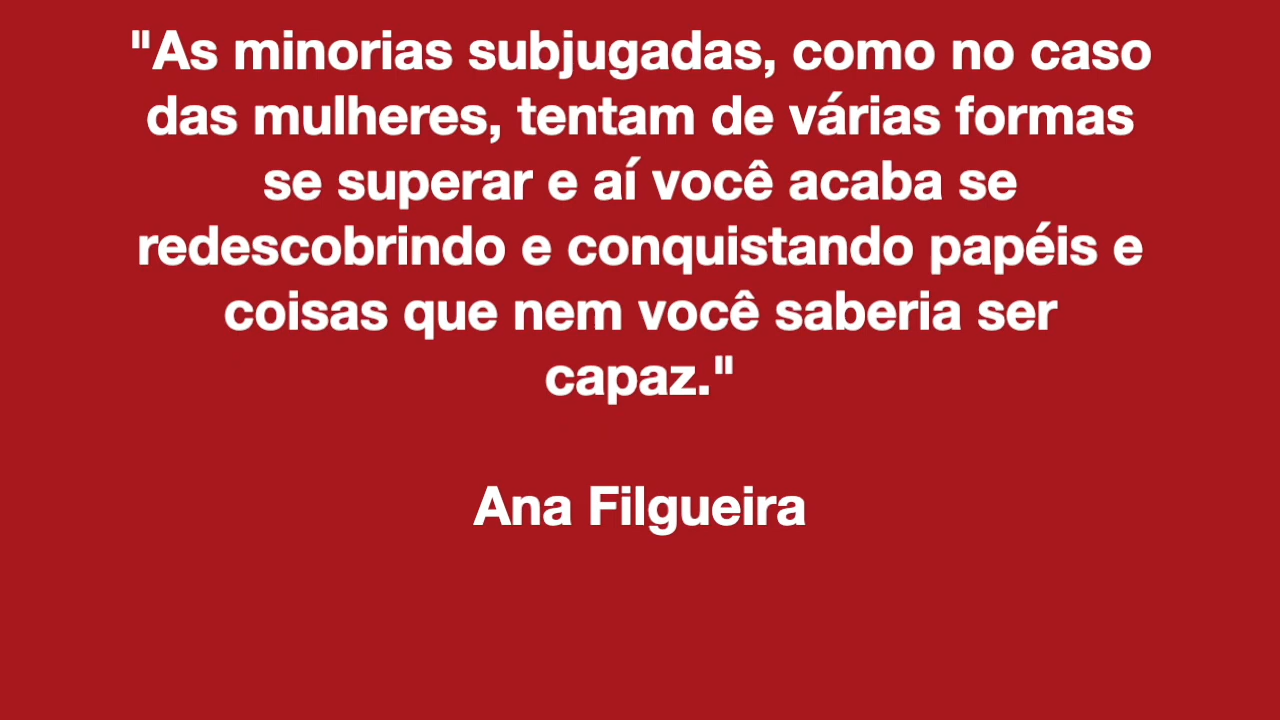 "As minorias subjugadas, como no caso
das mulheres, tentam de várias formas
se superar e aí você acaba se
redescobrindo e conquistando papéis e
coisas que nem você saberia ser
capaz."
Ana Filgueira